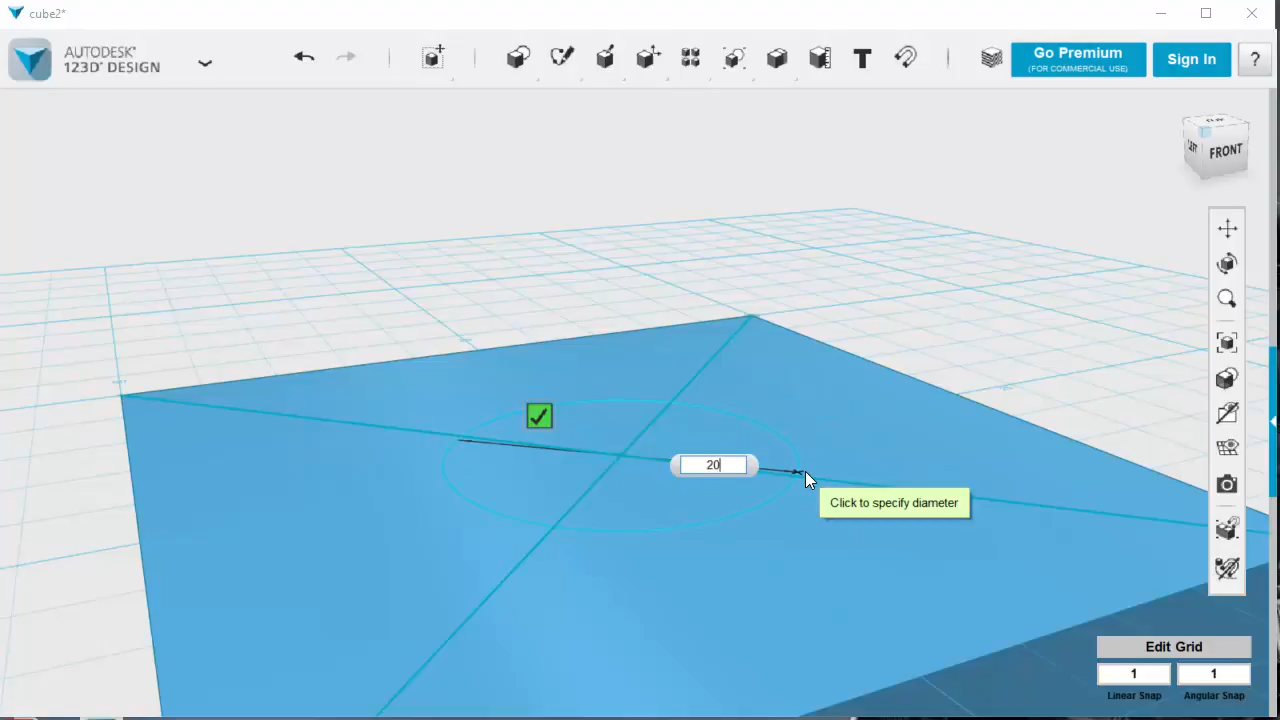 cube2*
AUTODESK®
123D® DESIGN
Go Premium
(FOR COMMERCIAL USE)
Sign In
?
T
FRONT
20
Click to specify diameter
Edit Grid
1
1
Linear Snap
Angular Snap